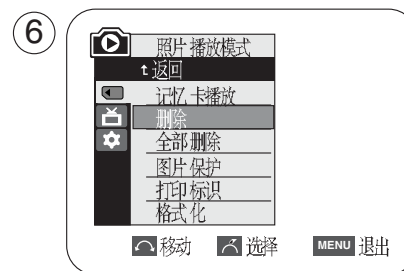 6
照片播放模式
返回
记忆卡播放
删除
全部删除
图片保护
打印标识
格式化
移动 选择 MENU 退出